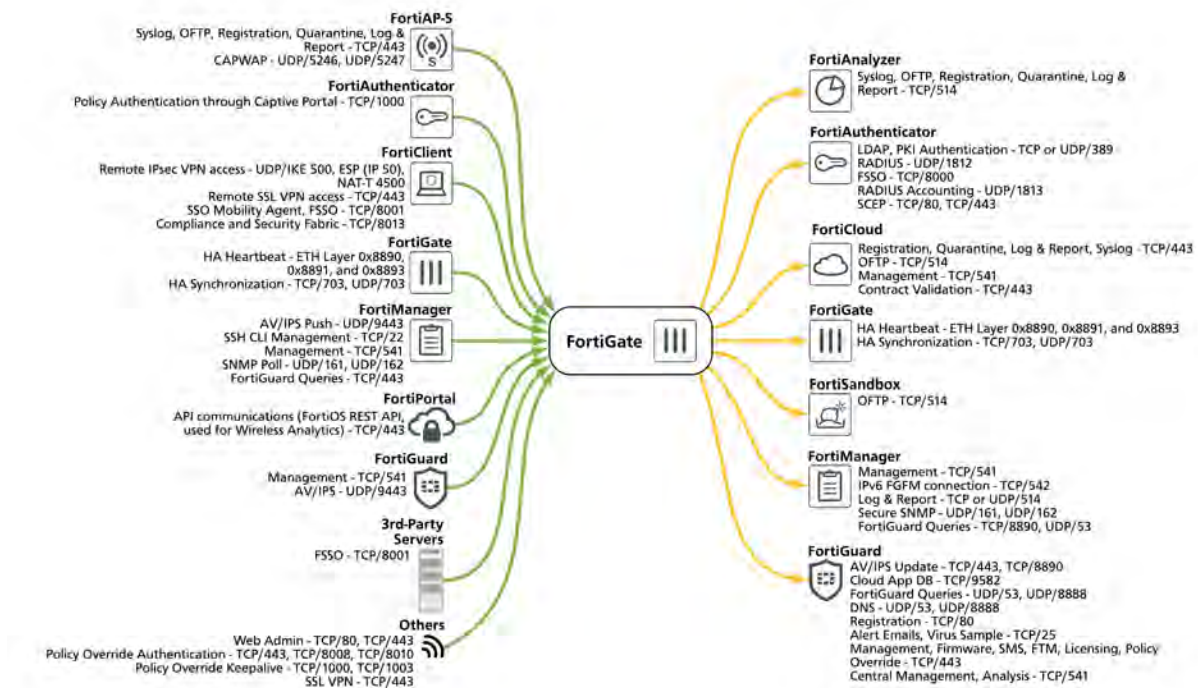 FortiAP-S
Syslog, OFTP, Registration, Quarantine, Log &
Report - TCP/443
CAPWAP - UDP/5246, UDP/5247
S
FortiAuthenticator
Policy Authentication through Captive Portal - TCP/1000
FortiClient
Remote IPsec VPN access - UDP/IKE 500, ESP (IP 50),
NAT-T 4500
Remote SSL VPN access - TCP/443
SSO Mobility Agent, FSSO - TCP/8001
Compliance and Security Fabric - TCP/8013
FortiGate
HA Heartbeat - ETH Layer 0x8890,
0x8891, and 0x8893
HA Synchronization - TCP/703, UDP/703
FortiManager
AV/IPS Push - UDP/9443
SSH CLI Management - TCP/22
Management - TCP/541
SNMP Poll - UDP/161, UDP/162
FortiGuard Queries - TCP/443
FortiPortal
API communications (FortiOS REST API,
used for Wireless Analytics) - TCP/443
FortiGuard
Management - TCP/541
AV/IPS - UDP/9443
3rd-Party
Servers
FSSO - TCP/8001
Others
Web Admin - TCP/80, TCP/443
Policy Override Authentication - TCP/443, TCP/8008, TCP/8010
Policy Override Keepalive - TCP/1000, TCP/1003
SSL VPN - TCP/443
FortiGate
FortiAnalyzer
Syslog, OFTP, Registration, Quarantine, Log &
Report - TCP/514
FortiAuthenticator
LDAP, PKI Authentication - TCP or UDP/389
RADIUS - UDP/1812
FSSO - TCP/8000
RADIUS Accounting - UDP/1813
SCEP - TCP/80, TCP/443
FortiCloud
Registration, Quarantine, Log & Report, Syslog - TCP/443
OFTP - TCP/514
Management - TCP/541
Contract Validation - TCP/443
FortiGate
HA Heartbeat - ETH Layer 0x8890, 0x8891, and 0x8893
HA Synchronization - TCP/703, UDP/703
FortiSandbox
OFTP - TCP/514
FortiManager
Management - TCP/541
IPv6 FGFM connection - TCP/542
Log & Report - TCP or UDP/514
Secure SNMP - UDP/161, UDP/162
FortiGuard Queries - TCP/8890, UDP/53
FortiGuard
AV/IPS Update - TCP/443, TCP/8890
Cloud App DB - TCP/9582
FortiGuard Queries - UDP/53, UDP/8888
DNS - UDP/53, UDP/8888
Registration - TCP/80
Alert Emails, Virus Sample - TCP/25
Management, Firmware, SMS, FTM, Licensing, Policy
Override - TCP/443
Central Management, Analysis - TCP/541